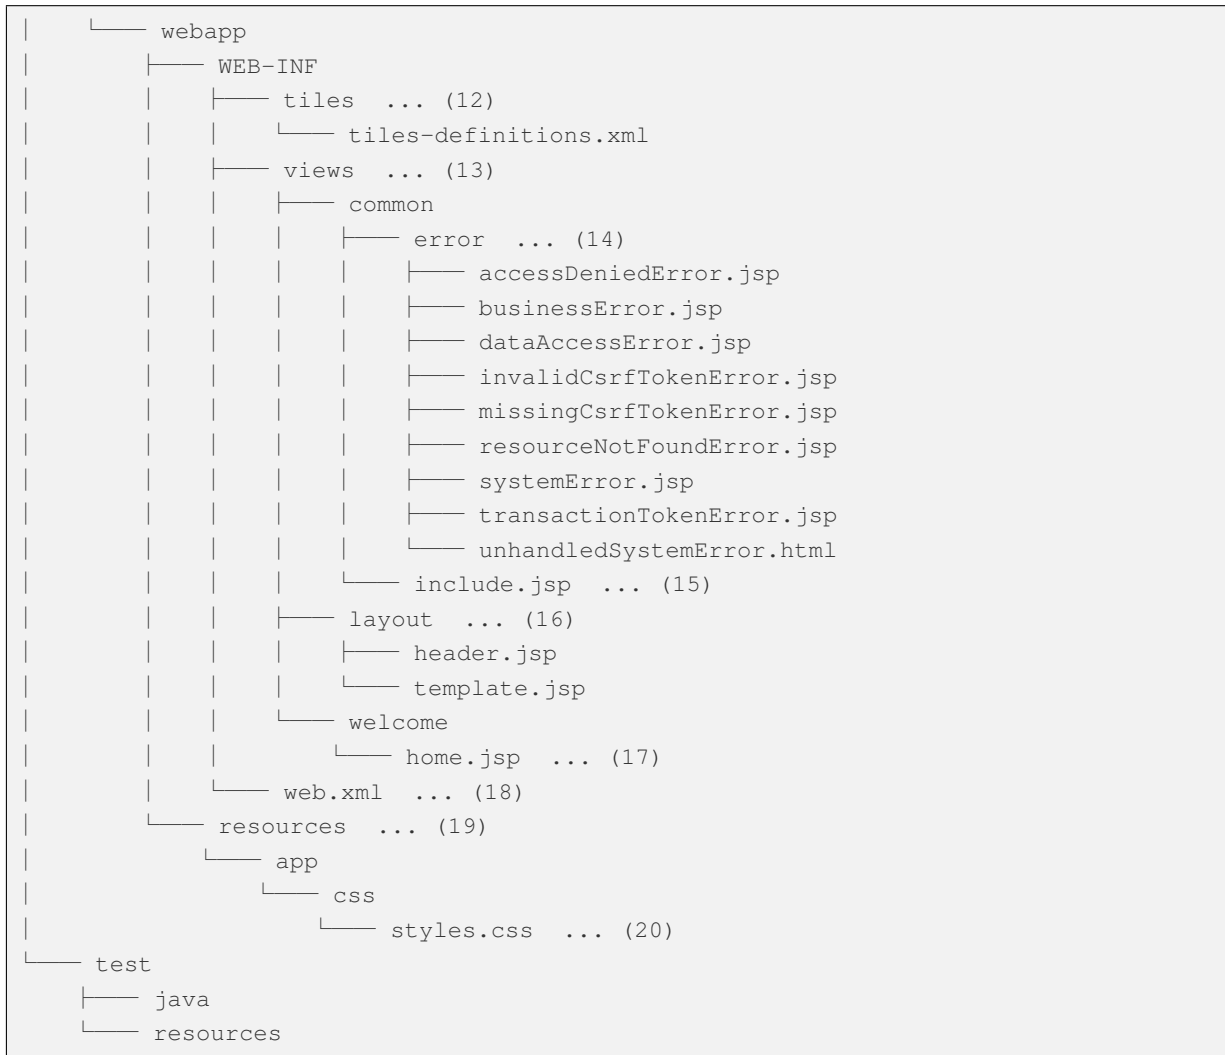 │   └── webapp
│       ├── WEB-INF
│       │   ├── tiles ... (12)
│       │   │   └── tiles-definitions.xml
│       │   ├── views ... (13)
│       │   │   ├── common
│       │   │   │   ├── error ... (14)
│       │   │   │   │   ├── accessDeniedError.jsp
│       │   │   │   │   ├── businessError.jsp
│       │   │   │   │   ├── dataAccessError.jsp
│       │   │   │   │   ├── invalidCsrfTokenError.jsp
│       │   │   │   │   ├── missingCsrfTokenError.jsp
│       │   │   │   │   ├── resourceNotFoundError.jsp
│       │   │   │   │   ├── systemError.jsp
│       │   │   │   │   ├── transactionTokenError.jsp
│       │   │   │   │   └── unhandledSystemError.html
│       │   │   │   └── include.jsp ... (15)
│       │   │   ├── layout ... (16)
│       │   │   │   ├── header.jsp
│       │   │   │   └── template.jsp
│       │   │   └── welcome
│       │   │       └── home.jsp ... (17)
│       │   └── web.xml ... (18)
│       └── resources ... (19)
│           └── app
│               └── css
│                   └── styles.css ... (20)
└── test
    ├── java
    └── resources